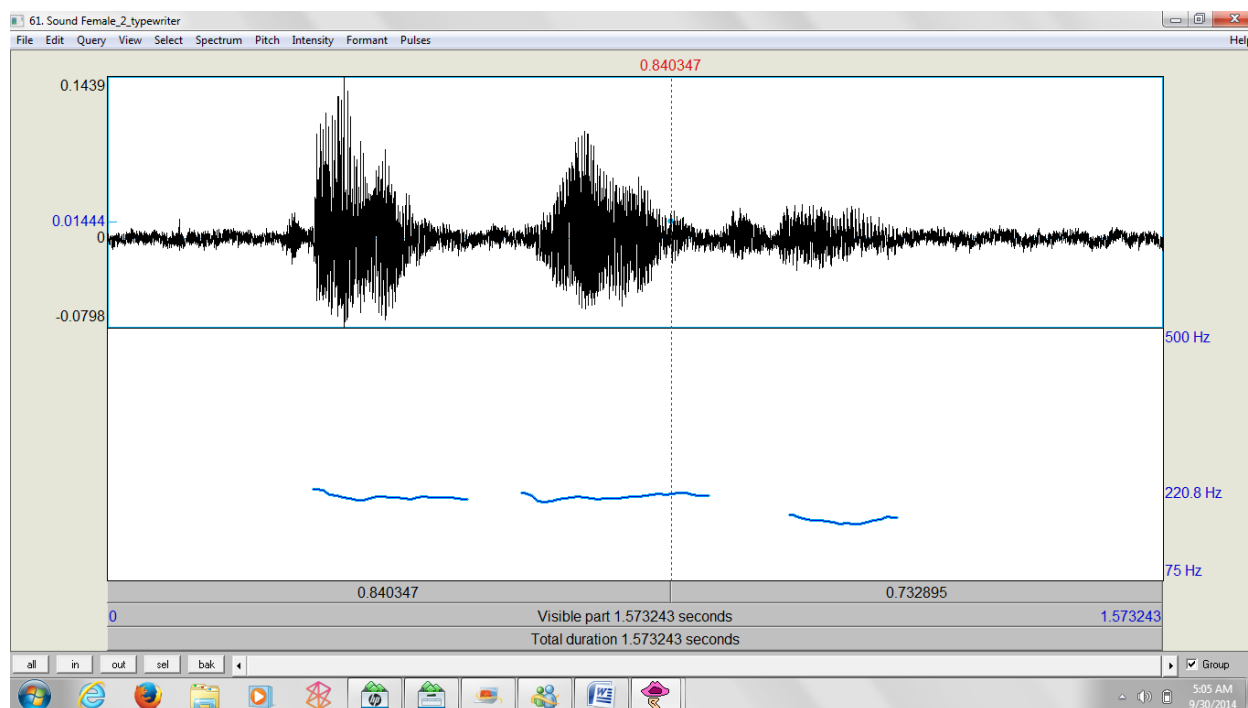 61. Sound Female_2_typewriter
File Edit Query View Select Spectrum Pitch Intensity Formant Pulses Help
0.840347
0.1439
0.01444
0
-0.0798
500 Hz
220.8 Hz
75 Hz
0.840347 0.732895
0 Visible part 1.573243 seconds 1.573243
Total duration 1.573243 seconds
all in out sel bak Group
5:05 AM
9/30/2014